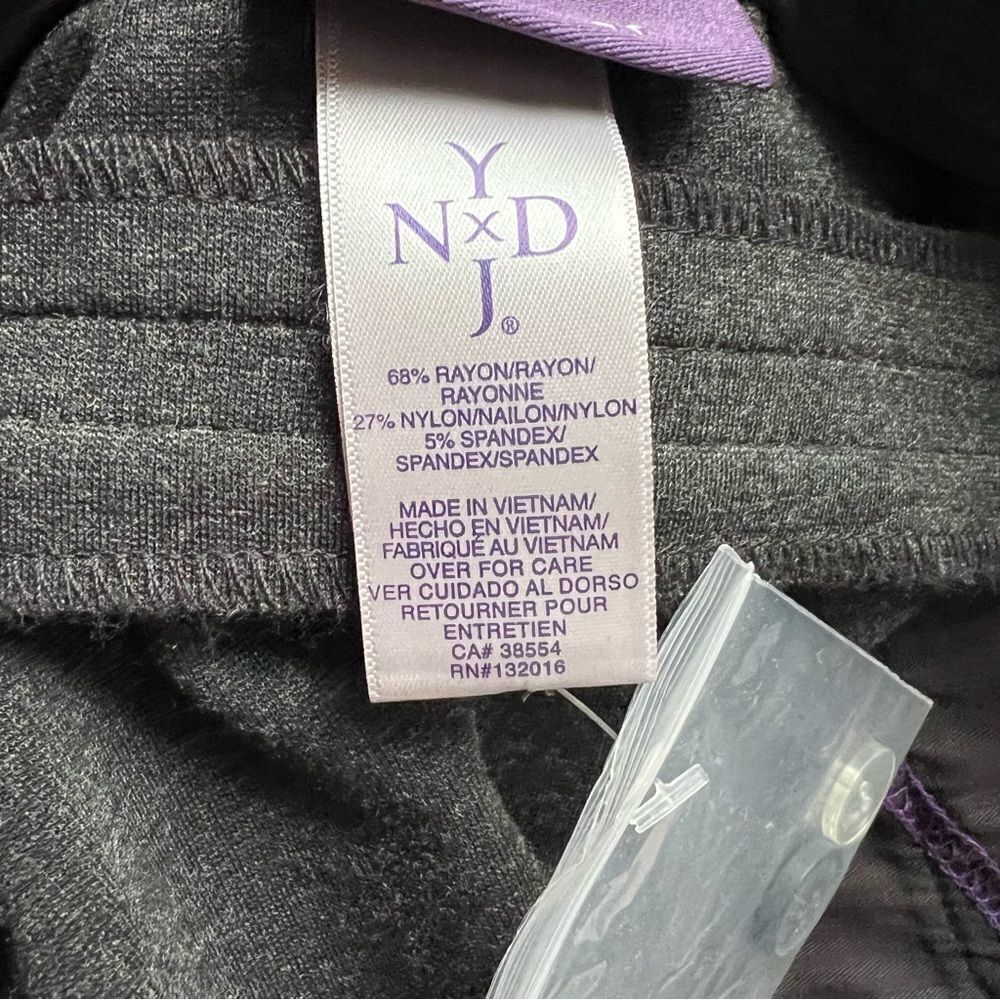 Y
N x D
J®
68% RAYON/RAYON/
RAYONNE
27% NYLON/NAILON/NYLON
5% SPANDEX/
SPANDEX/SPANDEX
MADE IN VIETNAM/
HECHO EN VIETNAM/
FABRIQUÉ AU VIETNAM
OVER FOR CARE
VER CUIDADO AL DORSO
RETOURNER POUR
ENTRETIEN
CA# 38554
RN#132016